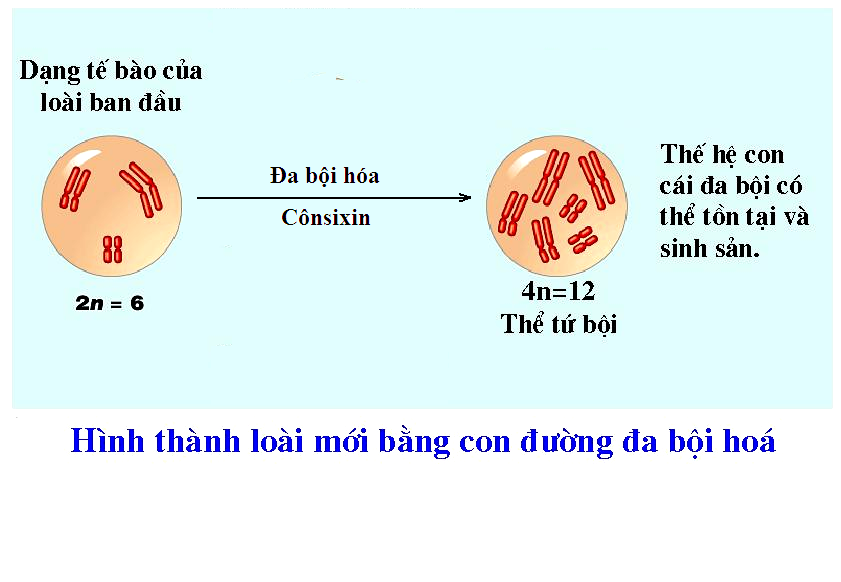 Dạng tế bào của
loài ban đầu
Đa bội hóa
Cônsixin
2n = 6
4n=12
Thể tứ bội
Thế hệ con
cái đa bội có
thể tồn tại và
sinh sản.
Hình thành loài mới bằng con đường đa bội hoá